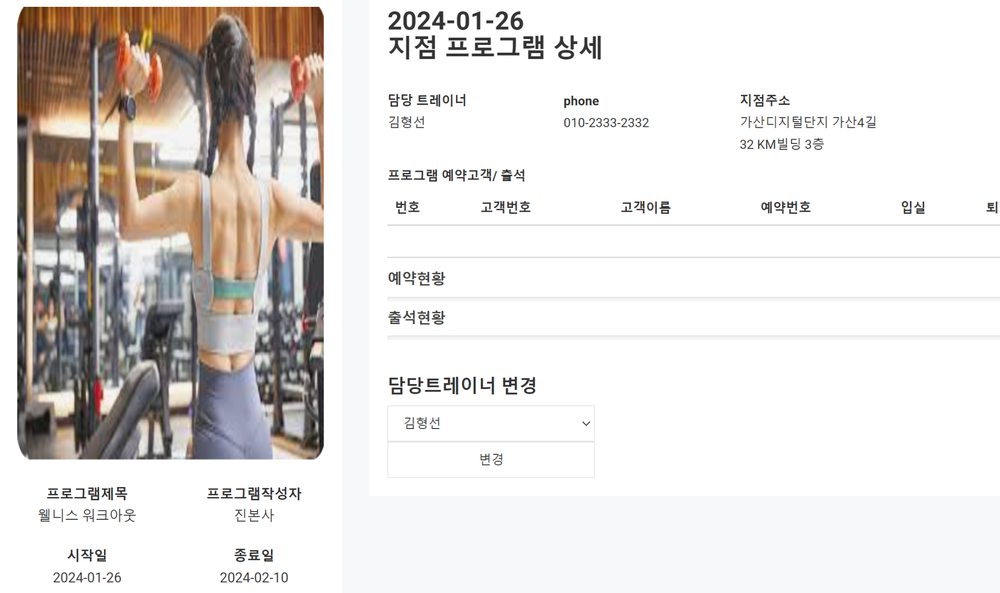 2024-01-26
지점 프로그램 상세
담당 트레이너
김형선
phone
010-2333-2332
지점주소
가산디지털단지 가산4길
32 KM빌딩 3층
프로그램 예약고객/ 출석
번호 고객번호 고객이름 예약번호 입실 퇴
예약현황
출석현황
담당트레이너 변경
김형선
변경
프로그램제목
웰니스 워크아웃
프로그램작성자
진본사
시작일
2024-01-26
종료일
2024-02-10